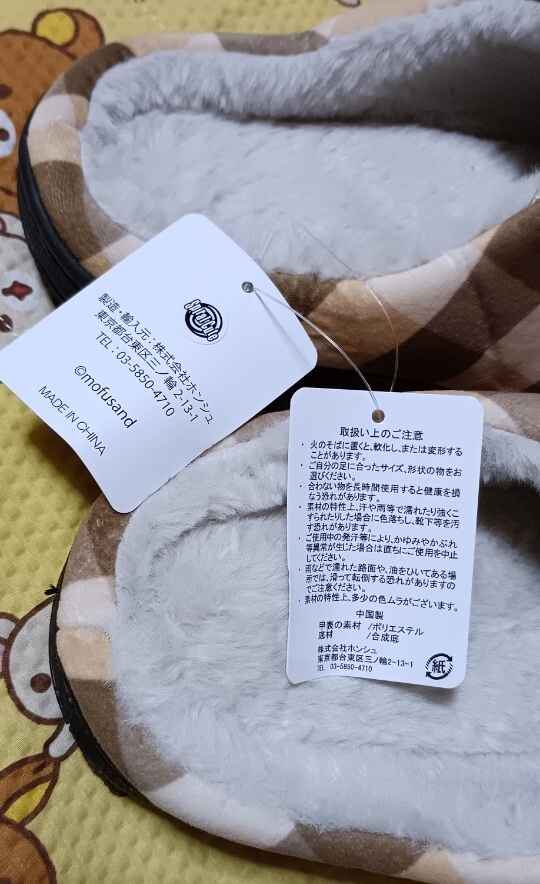 製造・輸入元：株式会社ホンシュ
東京都台東区三ノ輪 2-13-1
TEL：03-5850-4710
©mofusand
MADE IN CHINA
取扱い上のご注意
・火のそばに置くと、軟化し、または変形する
ことがあります。
・ご自分の足に合ったサイズ、形状の物をお
選びください。
・合わない物を長時間使用すると健康を損
なう恐れがあります。
・素材の特性上、汗や雨等で濡れたり強くこ
すられたりした場合に色落ちし、靴下等を汚
す恐れがあります。
・ご使用中の発汗等により、かゆみやかぶれ
等異常が生じた場合は直ちにご使用を中止
してください。
・雨などで濡れた路面や、油をひいてある場
所では、滑って転倒する恐れがありますの
でご注意ください。
・素材の特性上、多少の色ムラがございます。
中国製
甲表の素材 /ポリエステル
底材 /合成底
株式会社ホンシュ
東京都台東区三ノ輪2-13-1
TEL 03-5850-4710
紙